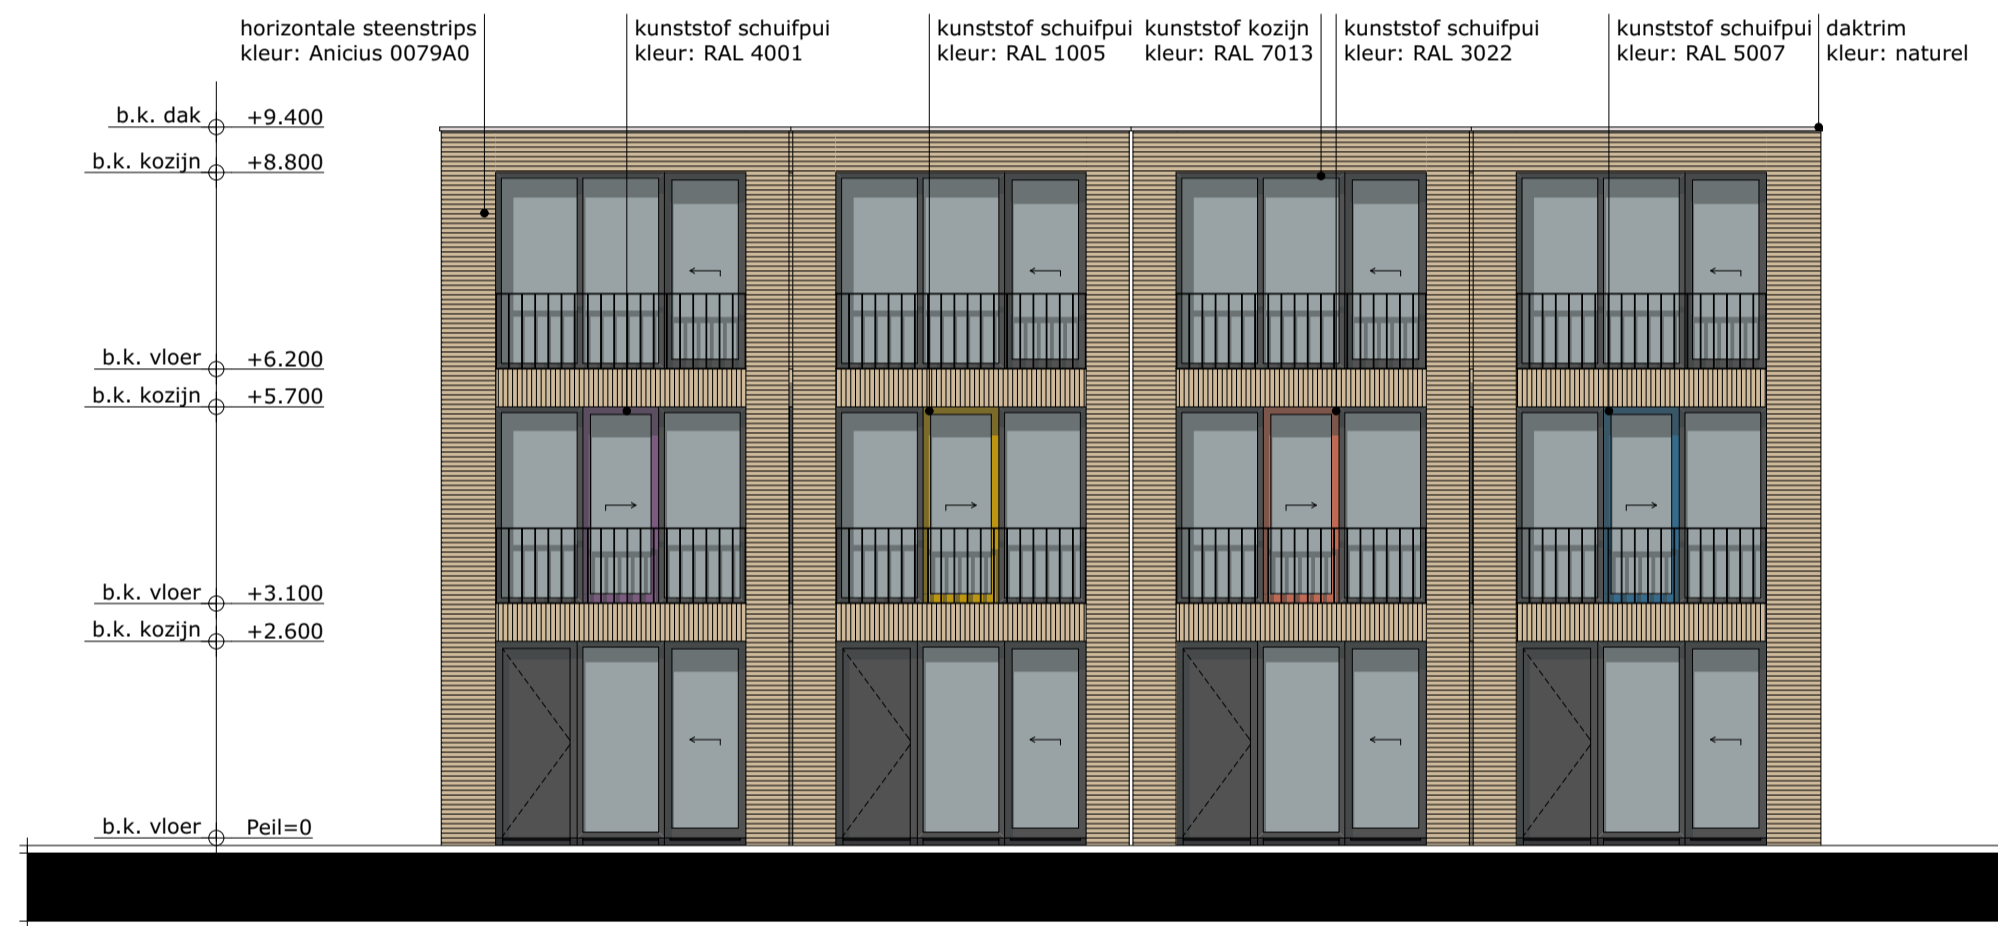 horizontale steenstrips
kleur: Anicius 0079A0
kunststof schuifpui
kleur: RAL 4001
kunststof schuifpui
kleur: RAL 1005
kunststof kozijn
kleur: RAL 7013
kunststof schuifpui
kleur: RAL 3022
kunststof schuifpui
kleur: RAL 5007
daktrim
kleur: naturel
b.k. dak +9.400
b.k. kozijn +8.800
b.k. vloer +6.200
b.k. kozijn +5.700
b.k. vloer +3.100
b.k. kozijn +2.600
b.k. vloer Peil=0